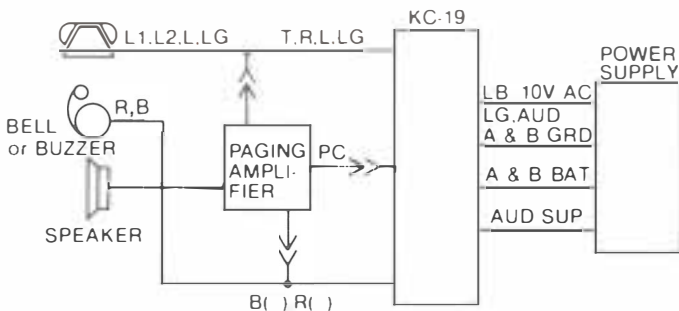 KC-19
L1,L2,L,LG
T,R,L,LG
POWER
SUPPLY
LB 10V AC
LG,AUD
A & B GRD
A & B BAT
AUD SUP
R,B
BELL
or BUZZER
PAGING
AMPLI-
FIER
PC
SPEAKER
B( ) R( )